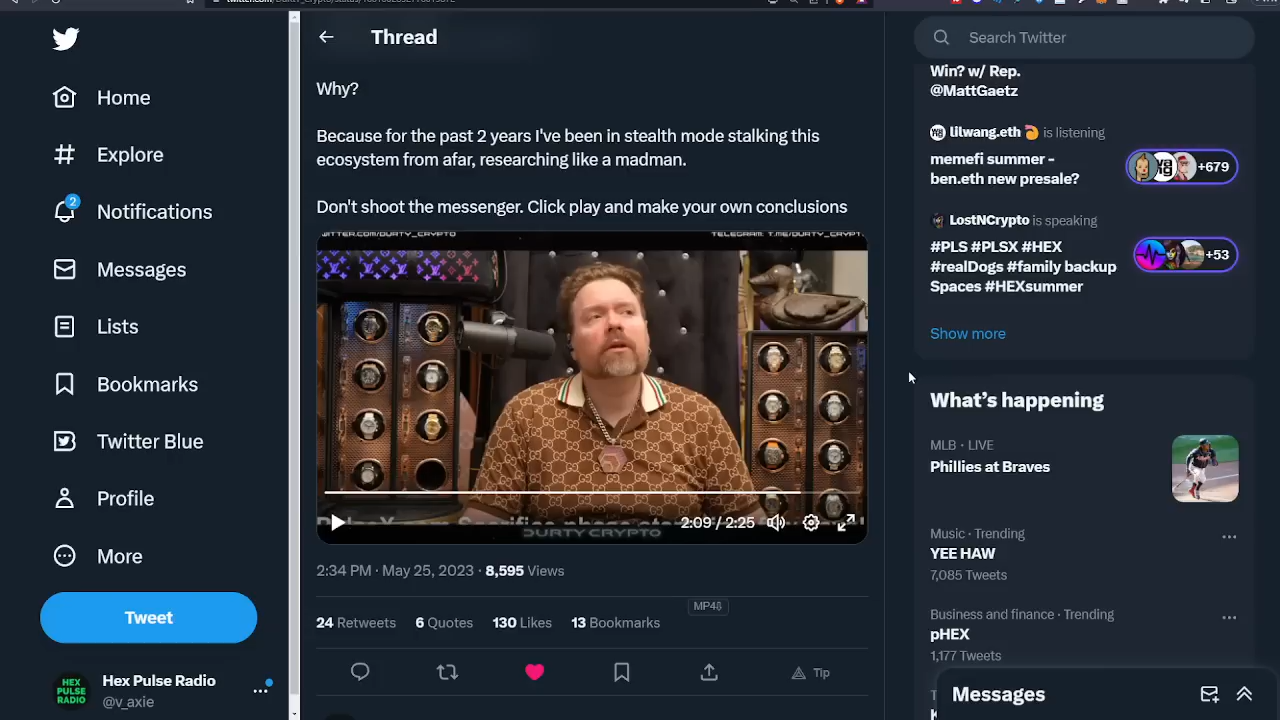 Home
Explore
2
Notifications
Messages
Lists
Bookmarks
Twitter Blue
Profile
More
Tweet
HEX
PULSE
RADIO
Hex Pulse Radio
@v_axie
Thread
Why?
Because for the past 2 years I've been in stealth mode stalking this
ecosystem from afar, researching like a madman.
Don't shoot the messenger. Click play and make your own conclusions
2:09 / 2:25
DURTY CRYPTO
2:34 PM · May 25, 2023 · 8,595 Views
MP4
24 Retweets 6 Quotes 130 Likes 13 Bookmarks
Tip
Search Twitter
Win? w/ Rep.
@MattGaetz
lilwang.eth is listening
memefi summer -
ben.eth new presale?
+679
LostNCrypto is speaking
#PLS #PLSX #HEX
#realDogs #family backup
Spaces #HEXsummer
+53
Show more
What's happening
MLB · LIVE
Phillies at Braves
Music · Trending
YEE HAW
7,085 Tweets
Business and finance · Trending
pHEX
1,177 Tweets
Messages